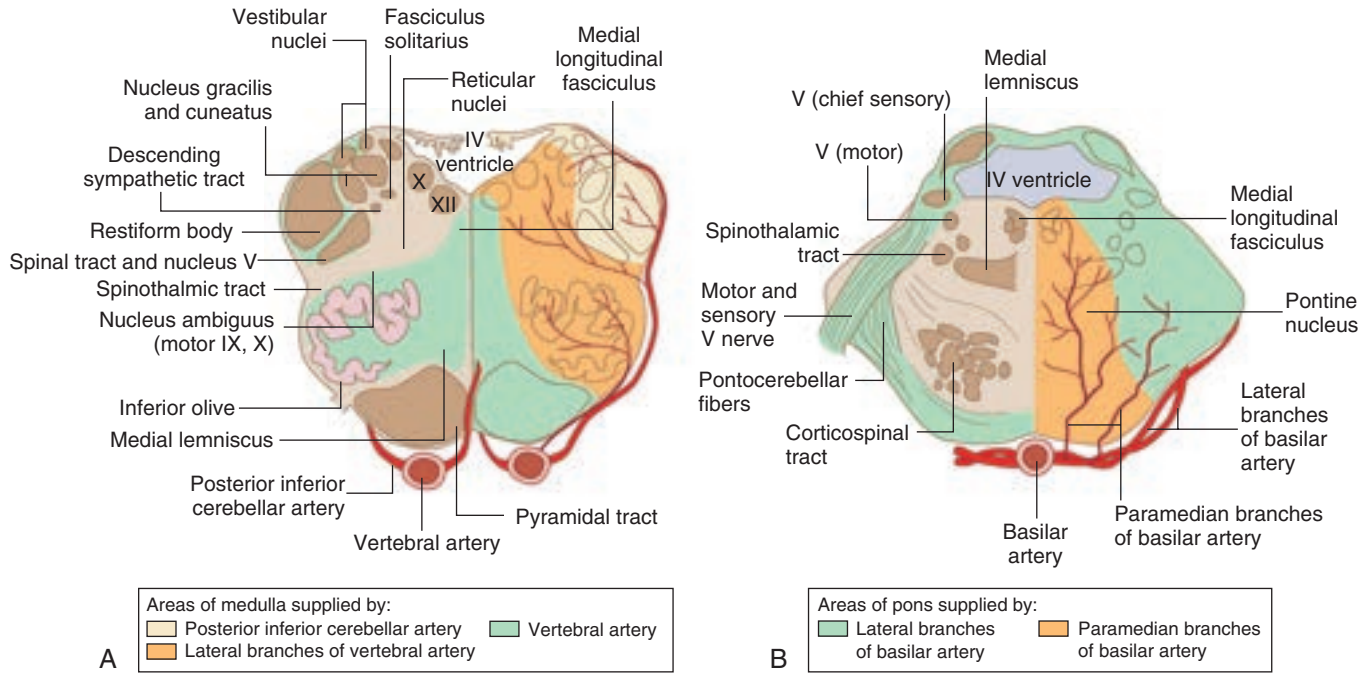 Vestibular
nuclei
Fasciculus
solitarius
Medial
longitudinal
fasciculus
Nucleus gracilis
and cuneatus
Reticular
nuclei
IV
ventricle
Descending
sympathetic tract
X
XII
Restiform body
Spinal tract and nucleus V
Spinothalmic tract
Nucleus ambiguus
(motor IX, X)
Inferior olive
Medial lemniscus
Posterior inferior
cerebellar artery
Pyramidal tract
Vertebral artery
Areas of medulla supplied by:
Posterior inferior cerebellar artery
Vertebral artery
Lateral branches of vertebral artery
A
Medial
lemniscus
V (chief sensory)
V (motor)
IV ventricle
Medial
longitudinal
fasciculus
Spinothalamic
tract
Motor and
sensory
V nerve
Pontine
nucleus
Pontocerebellar
fibers
Lateral
branches
of basilar
artery
Corticospinal
tract
Basilar
artery
Paramedian branches
of basilar artery
Areas of pons supplied by:
Lateral branches
of basilar artery
Paramedian branches
of basilar artery
B